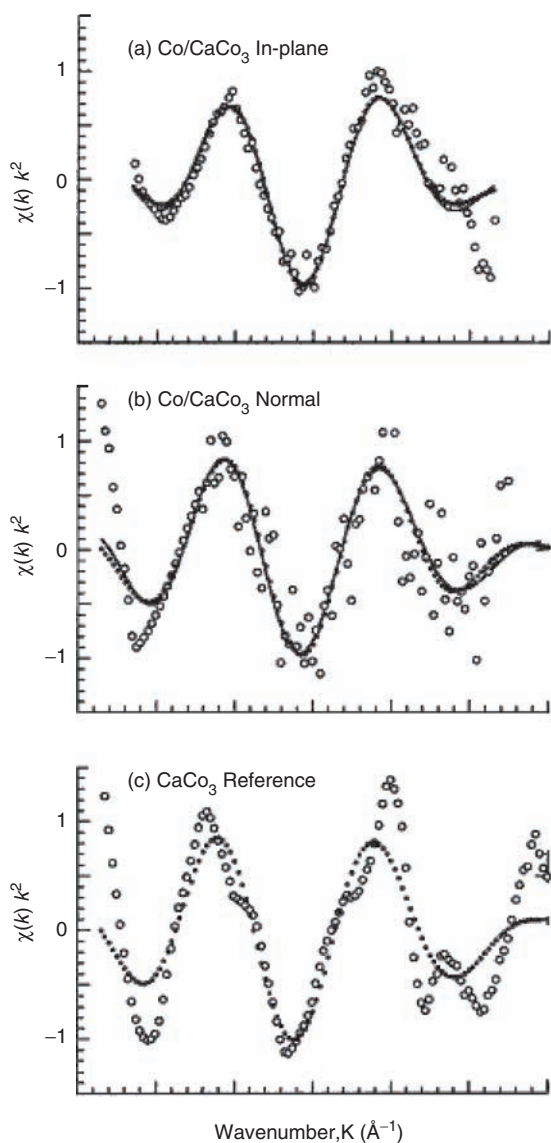 (a) Co/CaCo₃ In-plane
1
0
−1
χ(k) k²
(b) Co/CaCo₃ Normal
1
0
−1
χ(k) k²
(c) CaCo₃ Reference
1
0
−1
χ(k) k²
Wavenumber,K (Å⁻¹)